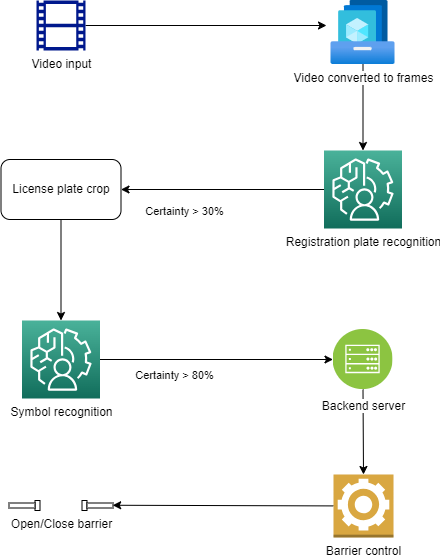 Video input
Video converted to frames
License plate crop
Certainty > 30%
Registration plate recognition
Certainty > 80%
Symbol recognition
Backend server
Open/Close barrier
Barrier control